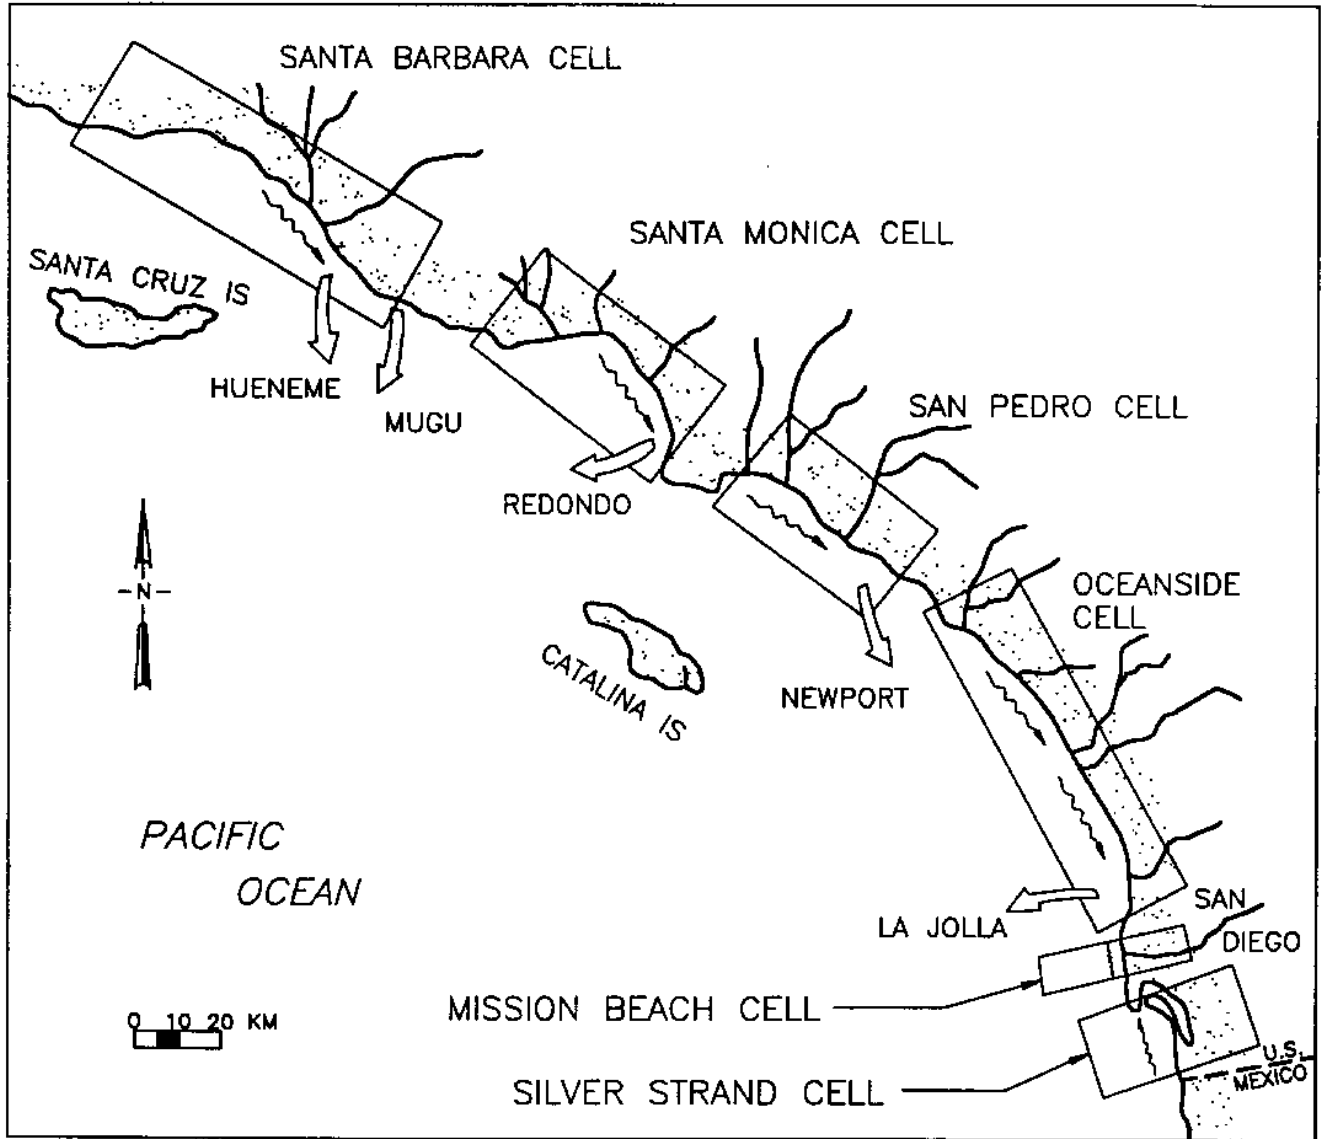 SANTA BARBARA CELL
SANTA MONICA CELL
SANTA CRUZ IS
HUENEME
MUGU
SAN PEDRO CELL
REDONDO
-N-
OCEANSIDE
CELL
CATALINA IS
NEWPORT
PACIFIC
OCEAN
LA JOLLA
SAN
DIEGO
MISSION BEACH CELL
0 10 20 KM
SILVER STRAND CELL
U.S.
MEXICO